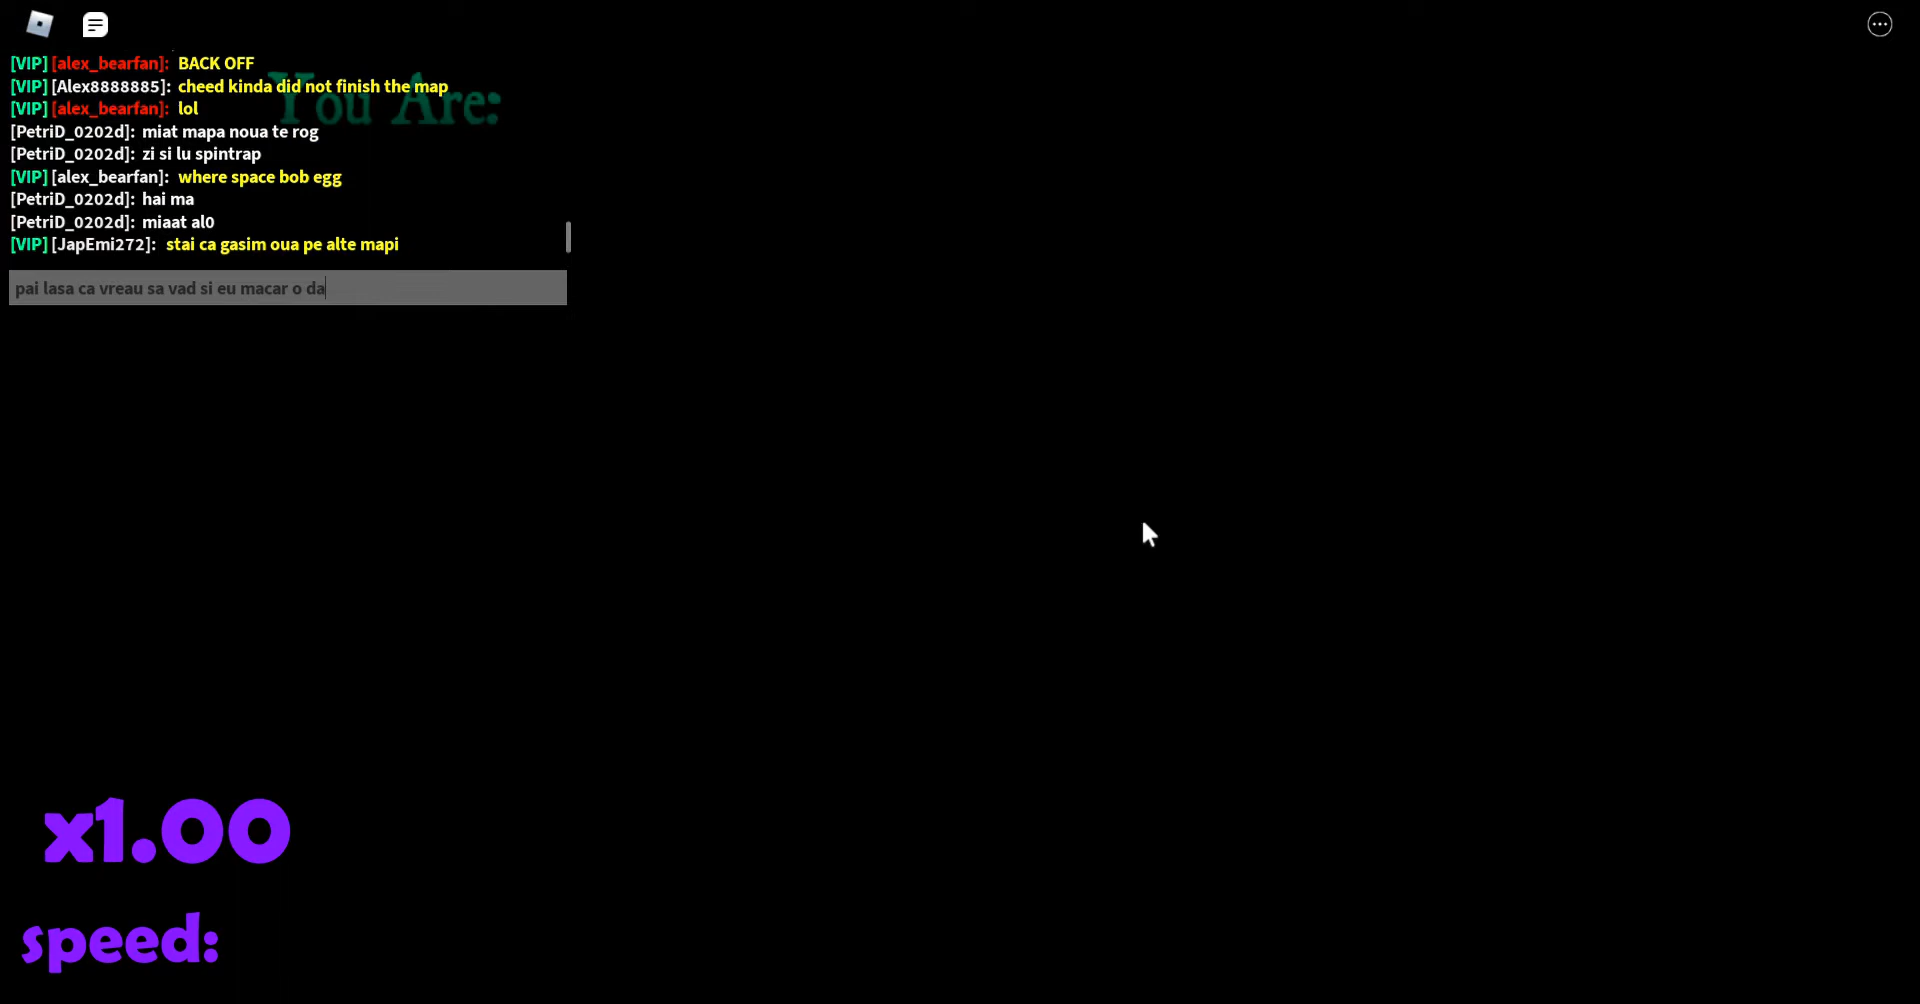 [VIP] [alex_bearfan]: BACK OFF
[VIP] [Alex8888885]: cheed kinda did not finish the map
You Are:
[VIP] [alex_bearfan]: lol
[PetriD_0202d]: miat mapa noua te rog
[PetriD_0202d]: zi si lu spintrap
[VIP] [alex_bearfan]: where space bob egg
[PetriD_0202d]: hai ma
[PetriD_0202d]: miaat al0
[VIP] [JapEmi272]: stai ca gasim oua pe alte mapi
pai lasa ca vreau sa vad si eu macar o da
x1.00
speed: